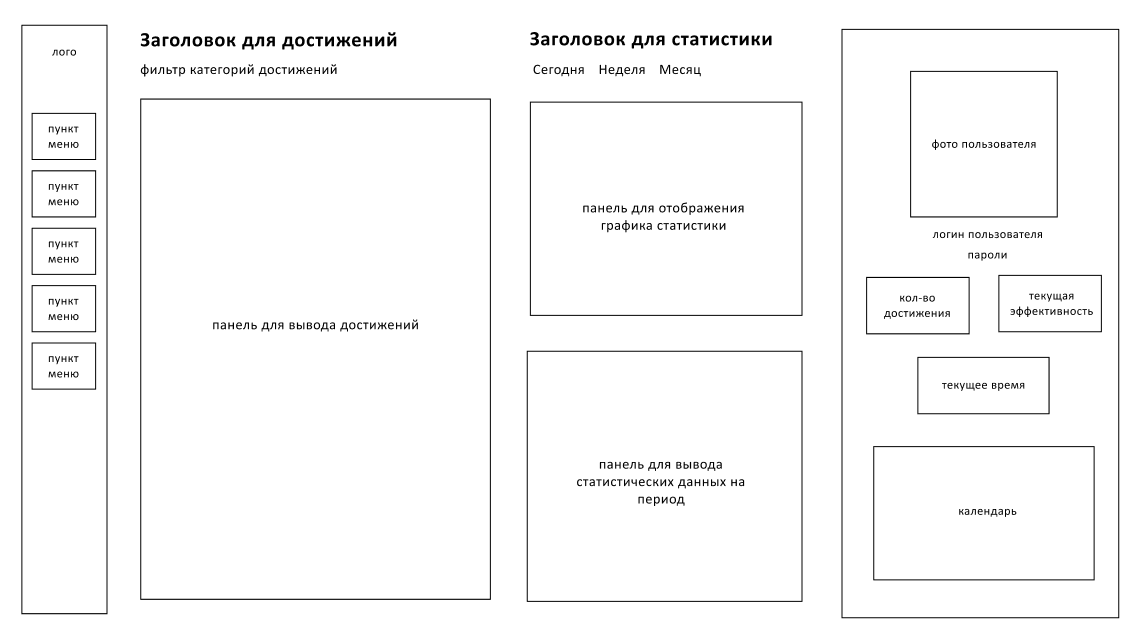 лого
пункт
меню
пункт
меню
пункт
меню
пункт
меню
пункт
меню
Заголовок для достижений
фильтр категорий достижений
панель для вывода достижений
Заголовок для статистики
Сегодня Неделя Месяц
панель для отображения
графика статистики
панель для вывода
статистических данных на
период
фото пользователя
логин пользователя
пароли
кол-во
достижения
текущая
эффективность
текущее время
календарь